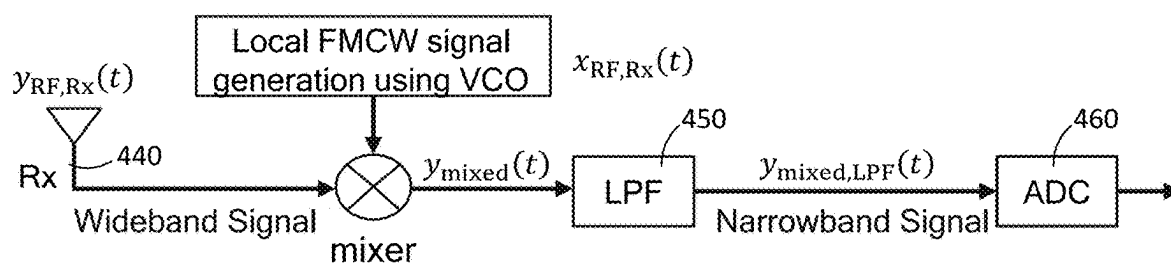 Local FMCW signal
generation using VCO
x_RF,Rx(t)
y_RF,Rx(t)
440
Rx
Wideband Signal
mixer
y_mixed(t)
450
LPF
y_mixed,LPF(t)
Narrowband Signal
460
ADC